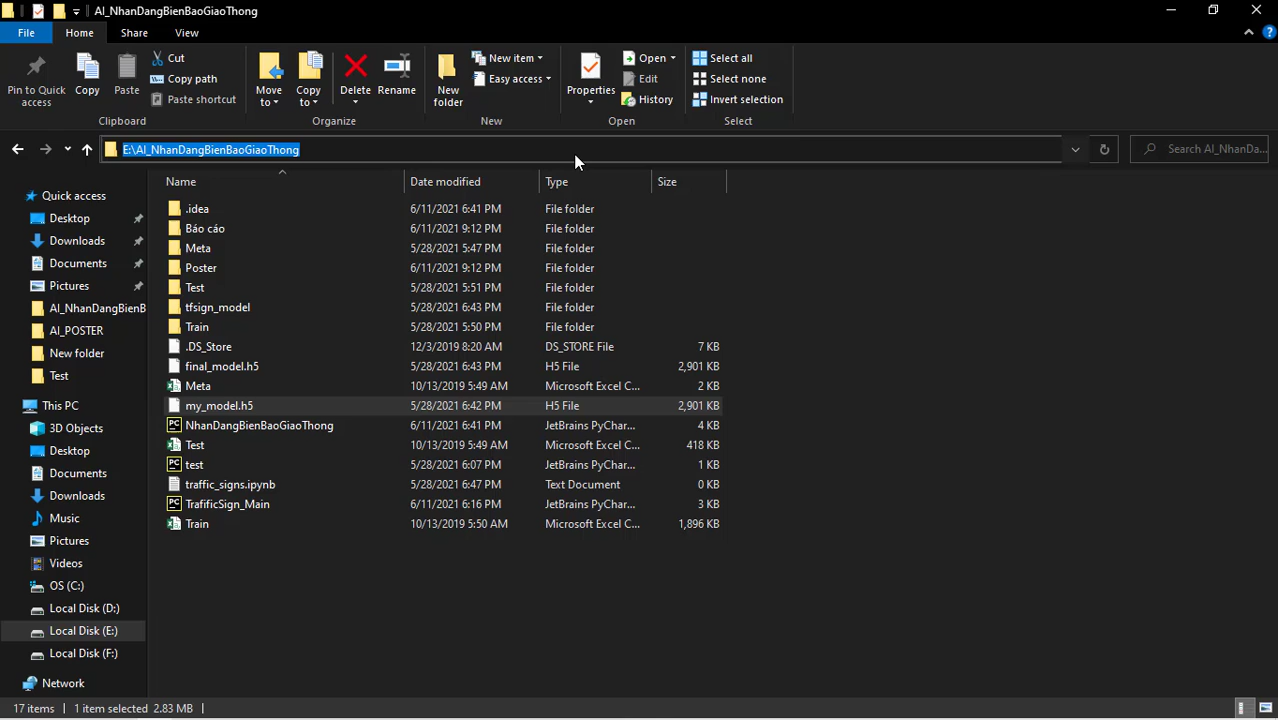 AI_NhanDangBienBaoGiaoThong
File Home Share View
Pin to Quick access
Copy
Paste
Cut
Copy path
Paste shortcut
Clipboard
Move to
Copy to
Delete
Rename
Organize
New folder
New item
Easy access
New
Properties
Open
Edit
History
Open
Select all
Select none
Invert selection
Select
E:\AI_NhanDangBienBaoGiaoThong
Search AI_NhanDa...
Name Date modified Type Size
Quick access
Desktop
Downloads
Documents
Pictures
AI_NhanDangBienB
AI_POSTER
New folder
Test
This PC
3D Objects
Desktop
Documents
Downloads
Music
Pictures
Videos
OS (C:)
Local Disk (D:)
Local Disk (E:)
Local Disk (F:)
Network
.idea 6/11/2021 6:41 PM File folder
Báo cáo 6/11/2021 9:12 PM File folder
Meta 5/28/2021 5:47 PM File folder
Poster 6/11/2021 9:12 PM File folder
Test 5/28/2021 5:51 PM File folder
tfsign_model 5/28/2021 6:43 PM File folder
Train 5/28/2021 5:50 PM File folder
.DS_Store 12/3/2019 8:20 AM DS_STORE File 7 KB
final_model.h5 5/28/2021 6:43 PM H5 File 2,901 KB
Meta 10/13/2019 5:49 AM Microsoft Excel C... 2 KB
my_model.h5 5/28/2021 6:42 PM H5 File 2,901 KB
NhanDangBienBaoGiaoThong 6/11/2021 6:41 PM JetBrains PyChar... 4 KB
Test 10/13/2019 5:49 AM Microsoft Excel C... 418 KB
test 5/28/2021 6:07 PM JetBrains PyChar... 1 KB
traffic_signs.ipynb 5/28/2021 6:47 PM Text Document 0 KB
TrafificSign_Main 6/11/2021 6:16 PM JetBrains PyChar... 3 KB
Train 10/13/2019 5:50 AM Microsoft Excel C... 1,896 KB
17 items 1 item selected 2.83 MB